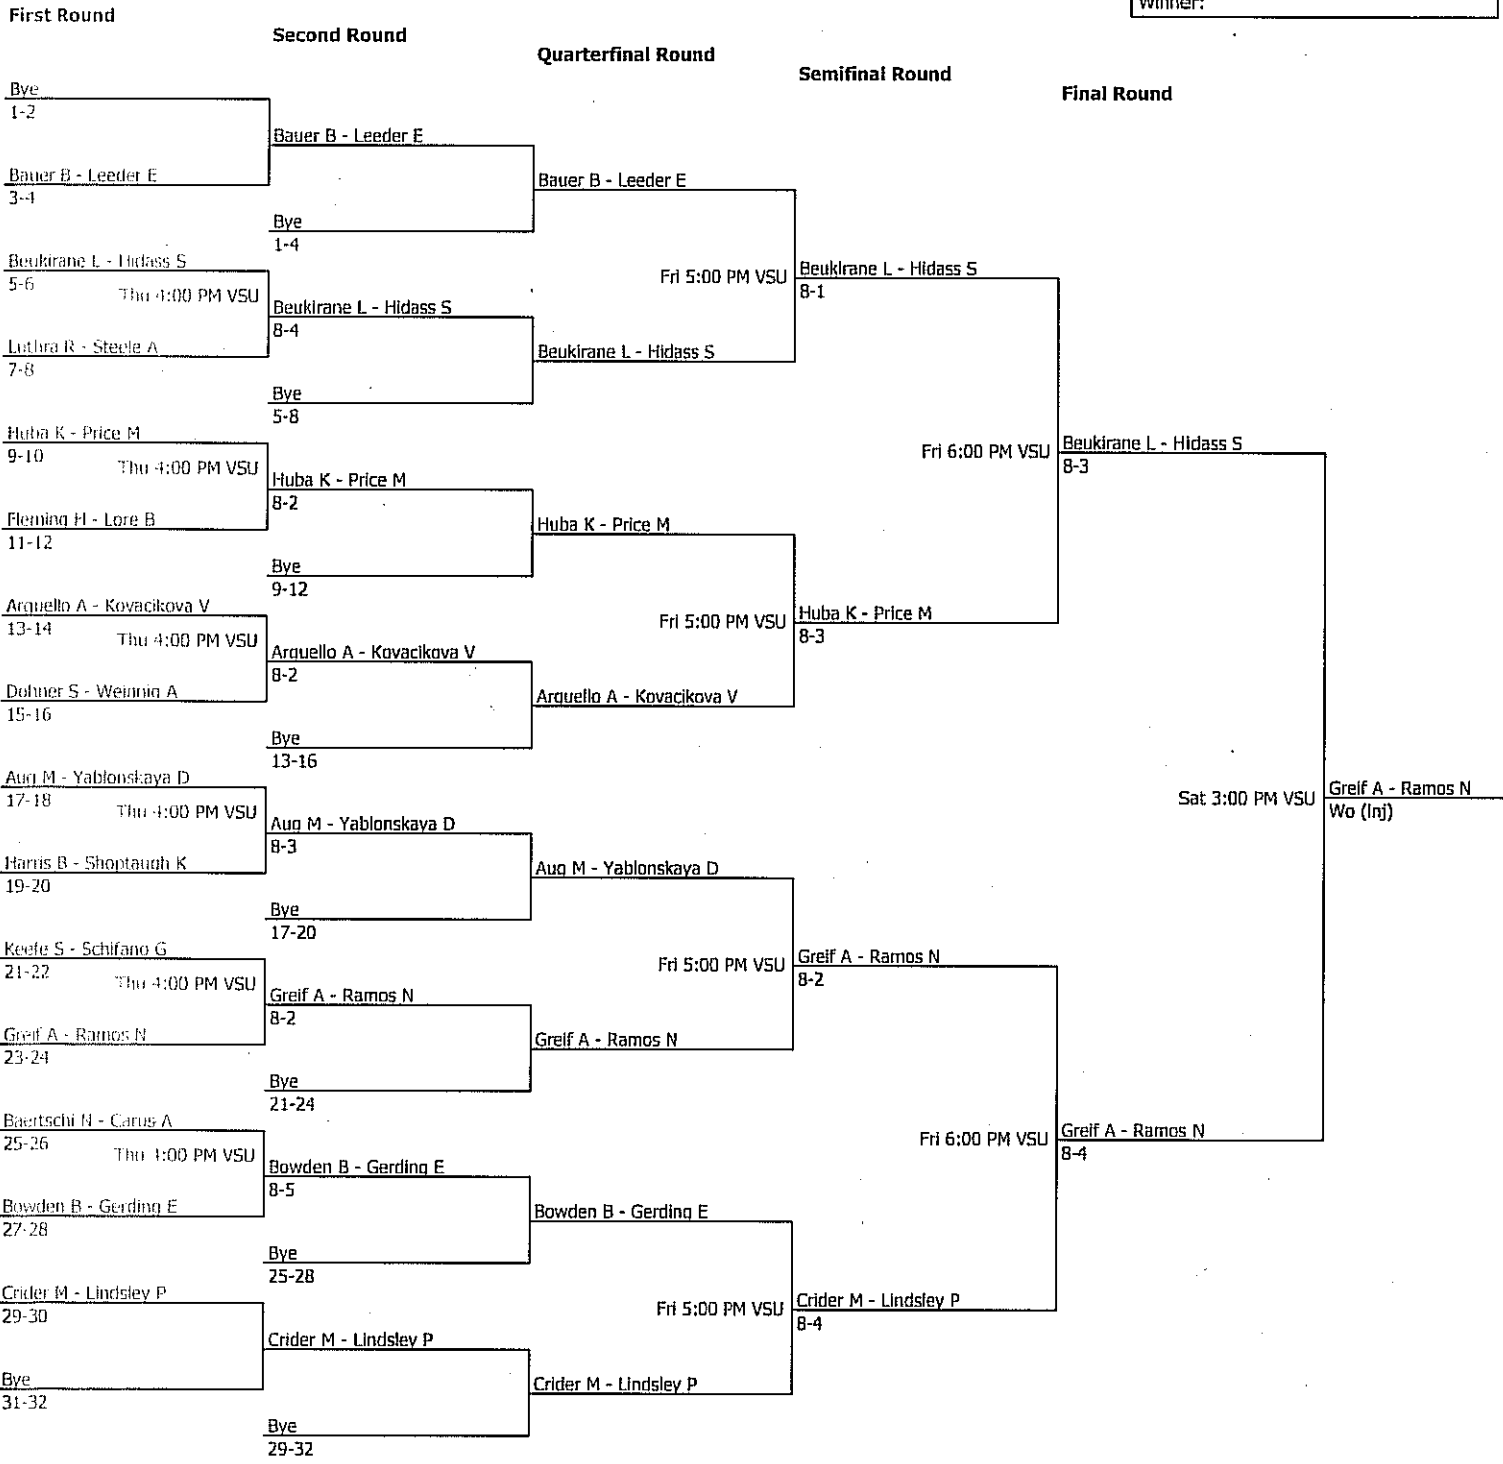 Winner:
First Round
Second Round
Quarterfinal Round
Semifinal Round
Final Round
Bye
1-2
Bauer B - Leeder E
3-4
Beukirane L - Hidass S
5-6
Thu 4:00 PM VSU
Luthra R - Steele A
7-8
Huba K - Price M
9-10
Thu 4:00 PM VSU
Fleming H - Lore B
11-12
Arguello A - Kovacikova V
13-14
Thu 4:00 PM VSU
Dohner S - Weinnig A
15-16
Aug M - Yablonskaya D
17-18
Thu 4:00 PM VSU
Harris B - Shoptaugh K
19-20
Keefe S - Schifano G
21-22
Thu 4:00 PM VSU
Greif A - Ramos N
23-24
Baertschi N - Carus A
25-26
Thu 4:00 PM VSU
Bowden B - Gerding E
27-28
Crider M - Lindsley P
29-30
Bye
31-32
Bauer B - Leeder E
Bye
1-4
Beukirane L - Hidass S
8-4
Bye
5-8
Huba K - Price M
8-2
Bye
9-12
Arguello A - Kovacikova V
8-2
Bye
13-16
Aug M - Yablonskaya D
8-3
Bye
17-20
Greif A - Ramos N
8-2
Bye
21-24
Bowden B - Gerding E
8-5
Bye
25-28
Crider M - Lindsley P
Bye
29-32
Bauer B - Leeder E
Fri 5:00 PM VSU
Beukirane L - Hidass S
Huba K - Price M
Fri 5:00 PM VSU
Arguello A - Kovacikova V
Aug M - Yablonskaya D
Fri 5:00 PM VSU
Greif A - Ramos N
Bowden B - Gerding E
Fri 5:00 PM VSU
Crider M - Lindsley P
Beukirane L - Hidass S
8-1
Fri 6:00 PM VSU
Huba K - Price M
8-3
Greif A - Ramos N
8-2
Fri 6:00 PM VSU
Crider M - Lindsley P
8-4
Beukirane L - Hidass S
8-3
Sat 3:00 PM VSU
Greif A - Ramos N
8-4
Greif A - Ramos N
Wo (Inj)